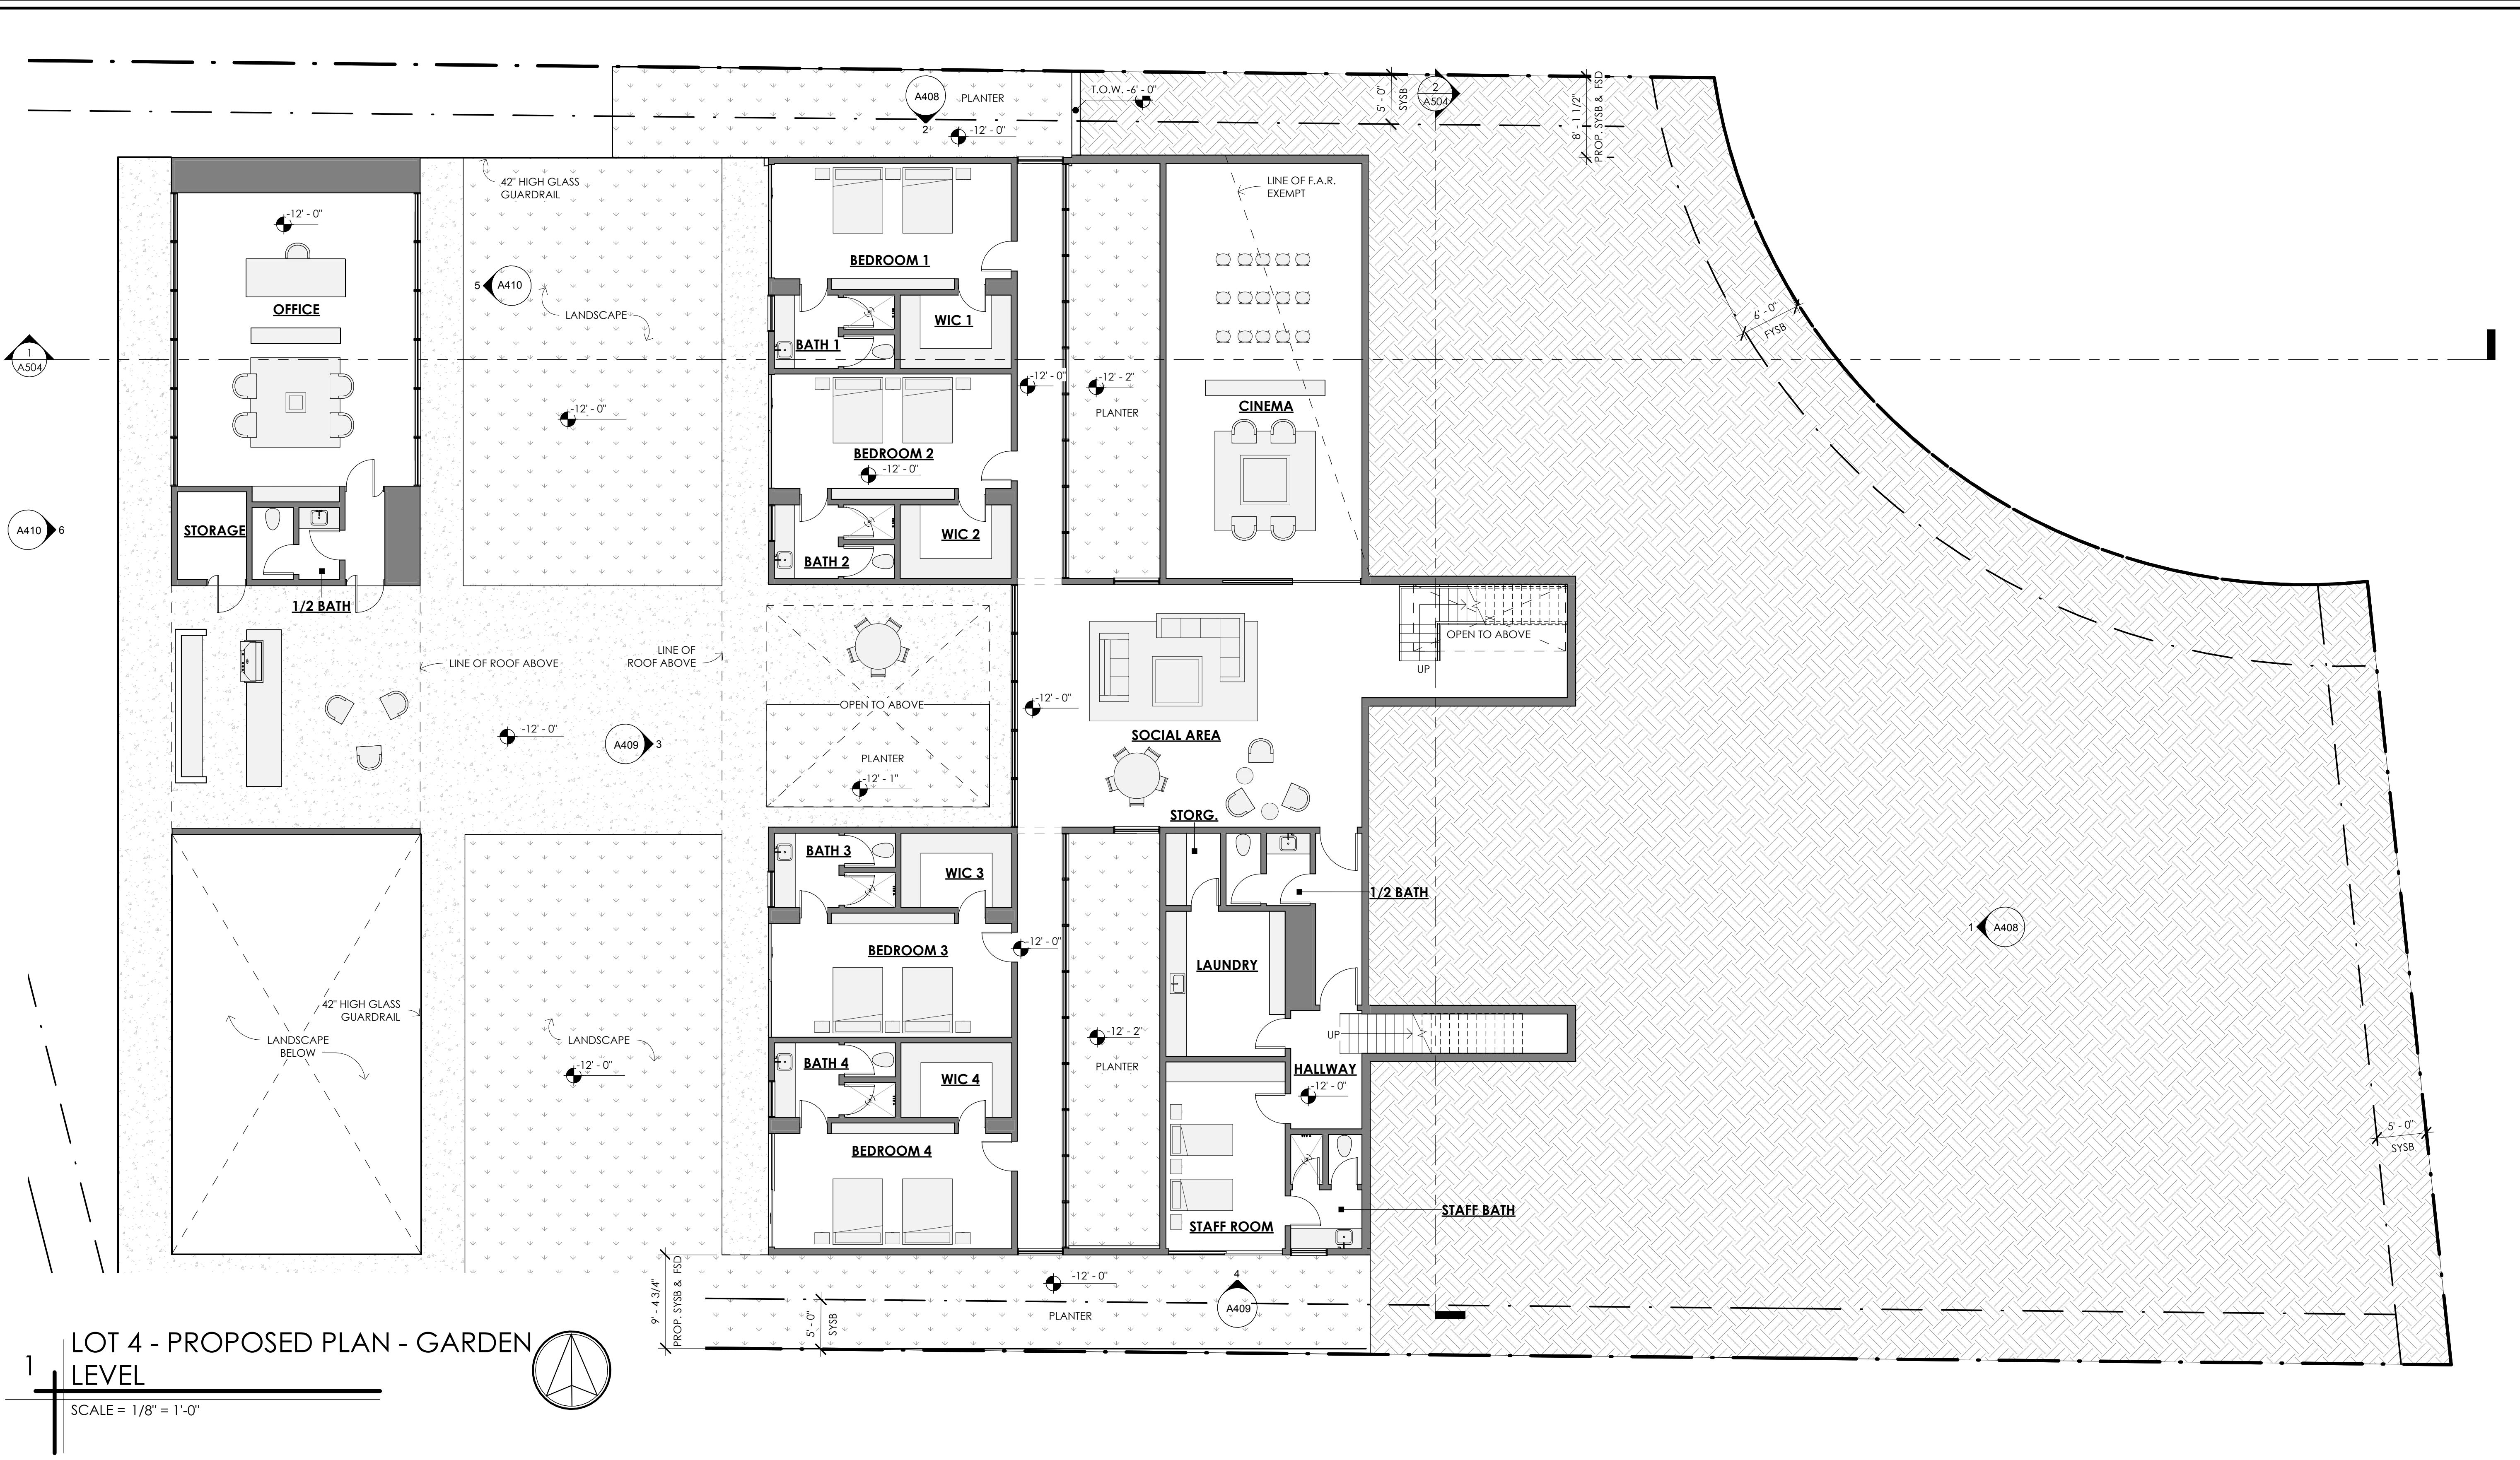 A408
PLANTER
2
-12' - 0"
T.O.W. -6' - 0"
5' - 0"
SYSB
2
A504
8' - 1 1/2"
PROP. SYSB & FSD
42" HIGH GLASS
GUARDRAIL
LINE OF F.A.R.
EXEMPT
-12' - 0"
BEDROOM 1
5
A410
OFFICE
LANDSCAPE
WIC 1
BATH 1
6' - 0"
FYSB
1
A504
-12' - 0"
-12' - 2"
PLANTER
-12' - 0"
CINEMA
BEDROOM 2
-12' - 0"
A410
6
STORAGE
WIC 2
BATH 2
1/2 BATH
OPEN TO ABOVE
UP
LINE OF ROOF ABOVE
LINE OF
ROOF ABOVE
-12' - 0"
OPEN TO ABOVE
-12' - 0"
A409
3
SOCIAL AREA
PLANTER
-12' - 1"
STORG.
BATH 3
WIC 3
1/2 BATH
1
A408
-12' - 0"
BEDROOM 3
LAUNDRY
42" HIGH GLASS
GUARDRAIL
LANDSCAPE
BELOW
LANDSCAPE
-12' - 0"
-12' - 2"
PLANTER
UP
BATH 4
WIC 4
HALLWAY
-12' - 0"
5' - 0"
SYSB
BEDROOM 4
STAFF BATH
STAFF ROOM
9' - 4 3/4"
PROP. SYSB & FSD
5' - 0"
SYSB
-12' - 0"
PLANTER
4
A409
1
LOT 4 - PROPOSED PLAN - GARDEN
LEVEL
SCALE = 1/8" = 1'-0"